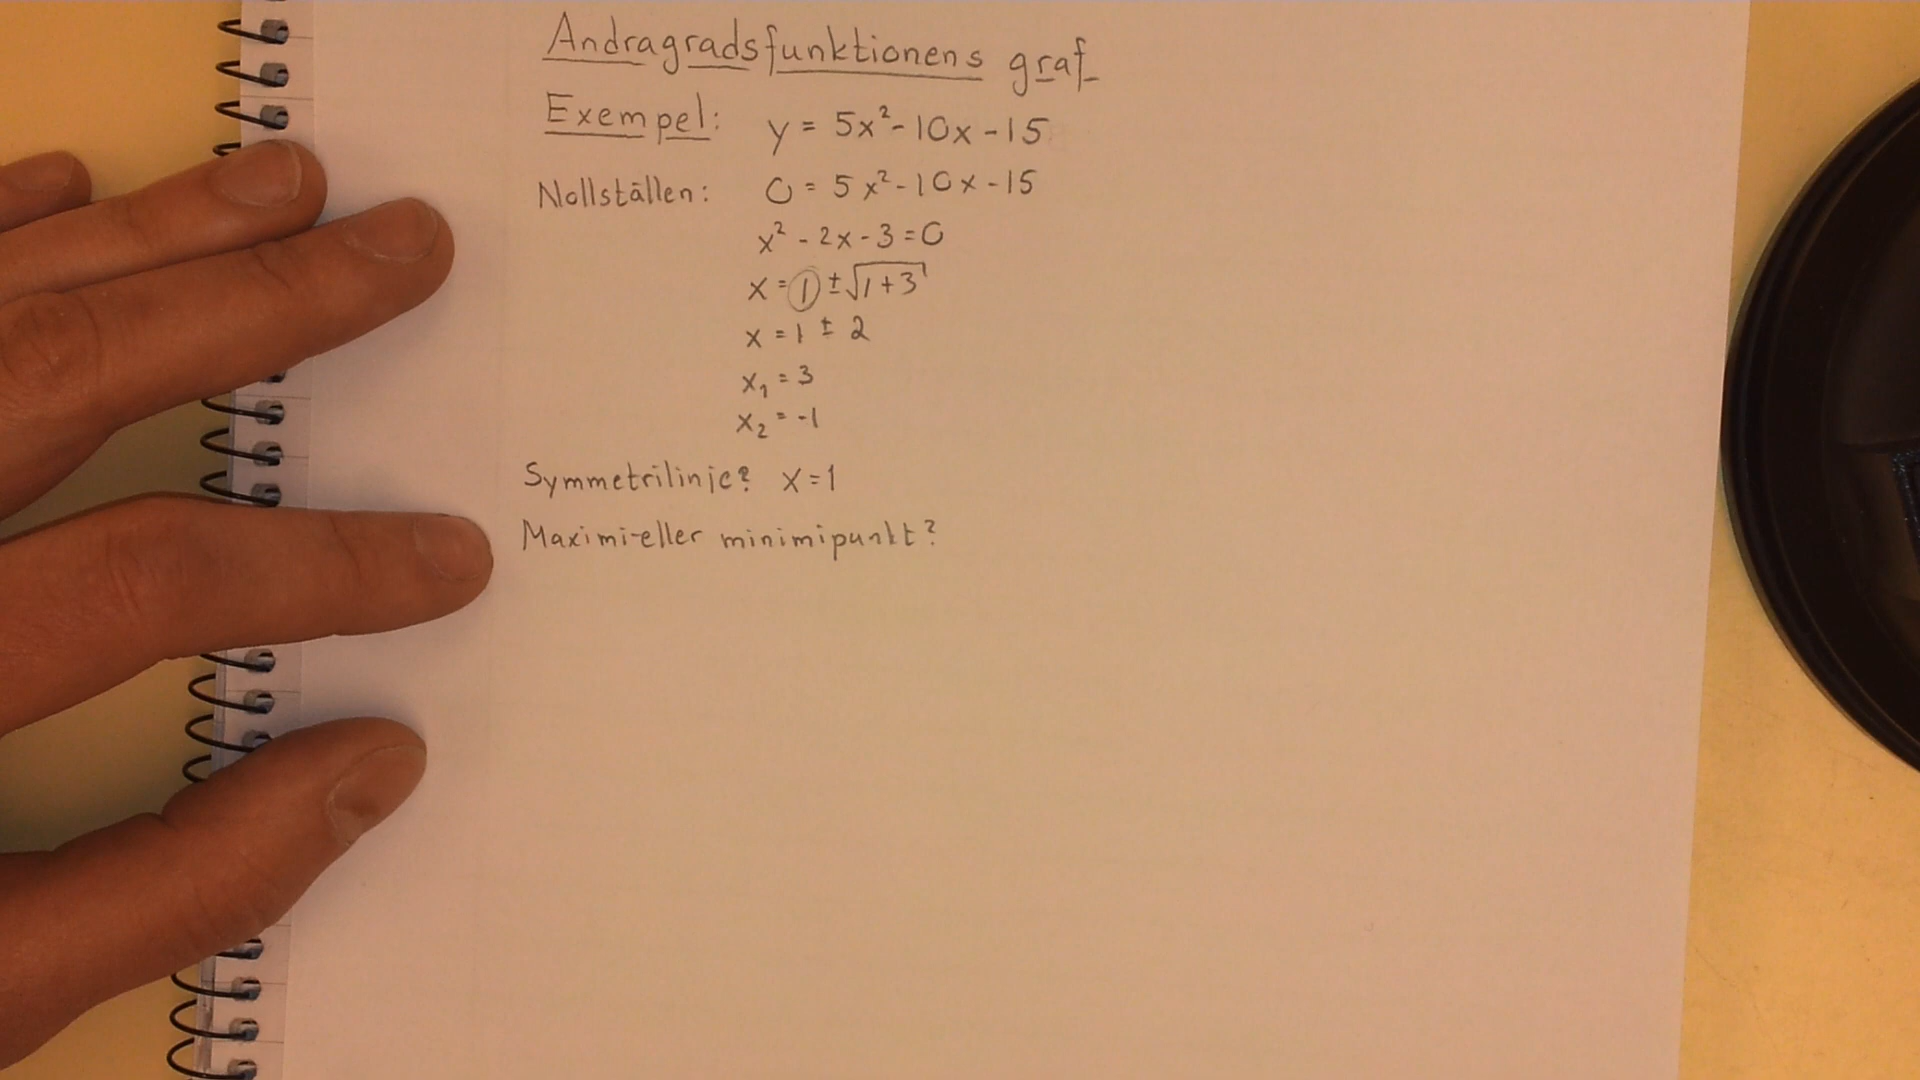 Andragradsfunktionens graf
Exempel: y = 5x² - 10x - 15
Nollställen: 0 = 5x² - 10x - 15
x² - 2x - 3 = 0
x = 1 ± √1+3
x = 1 ± 2
x₁ = 3
x₂ = -1
Symmetrilinje? x = 1
Maximi-eller minimipunkt?